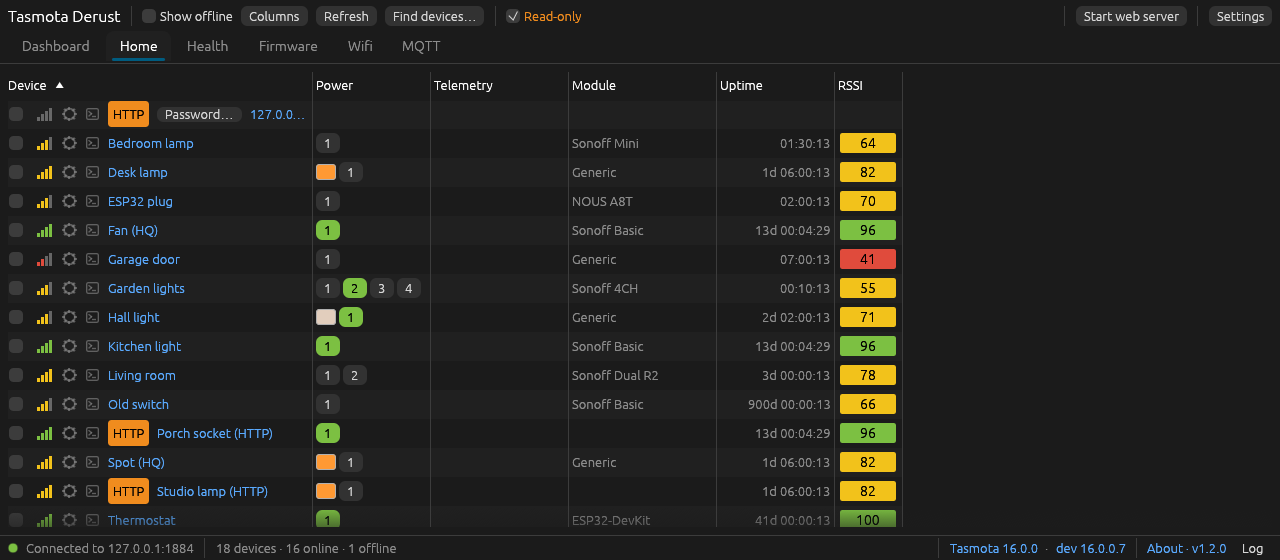 Tasmota Derust Show offline Columns Refresh Find devices... Read-only Start web server Settings
Dashboard Home Health Firmware Wifi MQTT
Device ▲ Power Telemetry Module Uptime RSSI
HTTP Password... 127.0.0...
Bedroom lamp 1 Sonoff Mini 01:30:13 64
Desk lamp 1 Generic 1d 06:00:13 82
ESP32 plug 1 NOUS A8T 02:00:13 70
Fan (HQ) 1 Sonoff Basic 13d 00:04:29 96
Garage door 1 Generic 07:00:13 41
Garden lights 1 2 3 4 Sonoff 4CH 00:10:13 55
Hall light 1 Generic 2d 02:00:13 71
Kitchen light 1 Sonoff Basic 13d 00:04:29 96
Living room 1 2 Sonoff Dual R2 3d 00:00:13 78
Old switch 1 Sonoff Basic 900d 00:00:13 66
HTTP Porch socket (HTTP) 1 13d 00:04:29 96
Spot (HQ) 1 Generic 1d 06:00:13 82
HTTP Studio lamp (HTTP) 1 1d 06:00:13 82
Thermostat 1 ESP32-DevKit 41d 00:00:13 100
Connected to 127.0.0.1:1884 18 devices · 16 online · 1 offline Tasmota 16.0.0 · dev 16.0.0.7 About · v1.2.0 Log